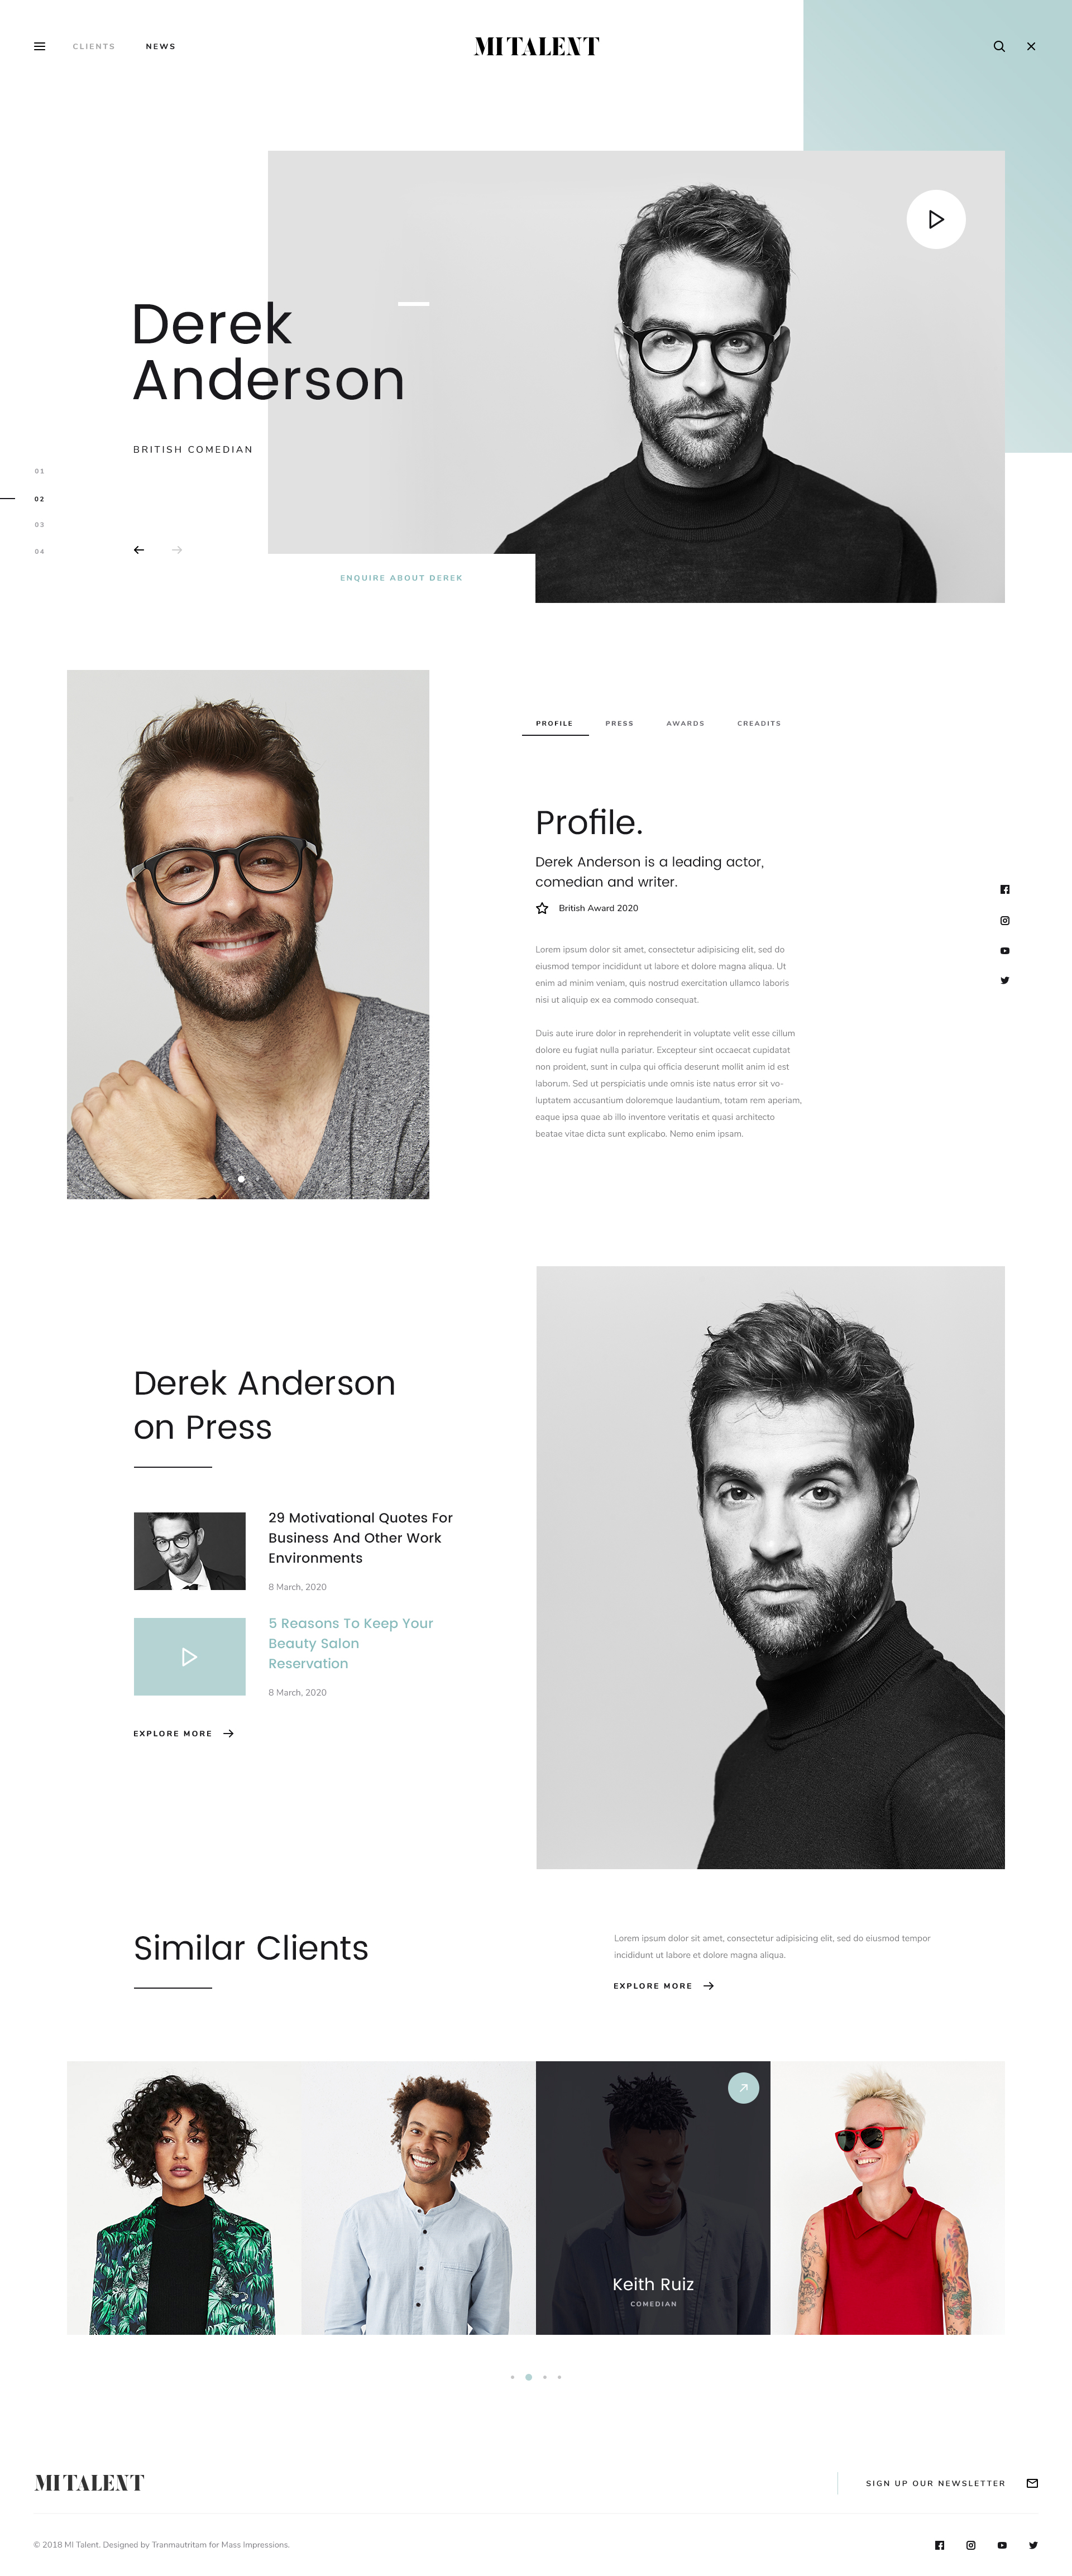 CLIENTS NEWS MI TALENT
Derek
Anderson
BRITISH COMEDIAN
01
02
03
04
ENQUIRE ABOUT DEREK
PROFILE PRESS AWARDS CREADITS
Profile.
Derek Anderson is a leading actor,
comedian and writer.
British Award 2020
Lorem ipsum dolor sit amet, consectetur adipisicing elit, sed do
eiusmod tempor incididunt ut labore et dolore magna aliqua. Ut
enim ad minim veniam, quis nostrud exercitation ullamco laboris
nisi ut aliquip ex ea commodo consequat.
Duis aute irure dolor in reprehenderit in voluptate velit esse cillum
dolore eu fugiat nulla pariatur. Excepteur sint occaecat cupidatat
non proident, sunt in culpa qui officia deserunt mollit anim id est
laborum. Sed ut perspiciatis unde omnis iste natus error sit vo-
luptatem accusantium doloremque laudantium, totam rem aperiam,
eaque ipsa quae ab illo inventore veritatis et quasi architecto
beatae vitae dicta sunt explicabo. Nemo enim ipsam.
Derek Anderson
on Press
29 Motivational Quotes For
Business And Other Work
Environments
8 March, 2020
5 Reasons To Keep Your
Beauty Salon
Reservation
8 March, 2020
EXPLORE MORE
Similar Clients
Lorem ipsum dolor sit amet, consectetur adipisicing elit, sed do eiusmod tempor
incididunt ut labore et dolore magna aliqua.
EXPLORE MORE
Keith Ruiz
COMEDIAN
MI TALENT
SIGN UP OUR NEWSLETTER
© 2018 MI Talent. Designed by Tranmautritam for Mass Impressions.